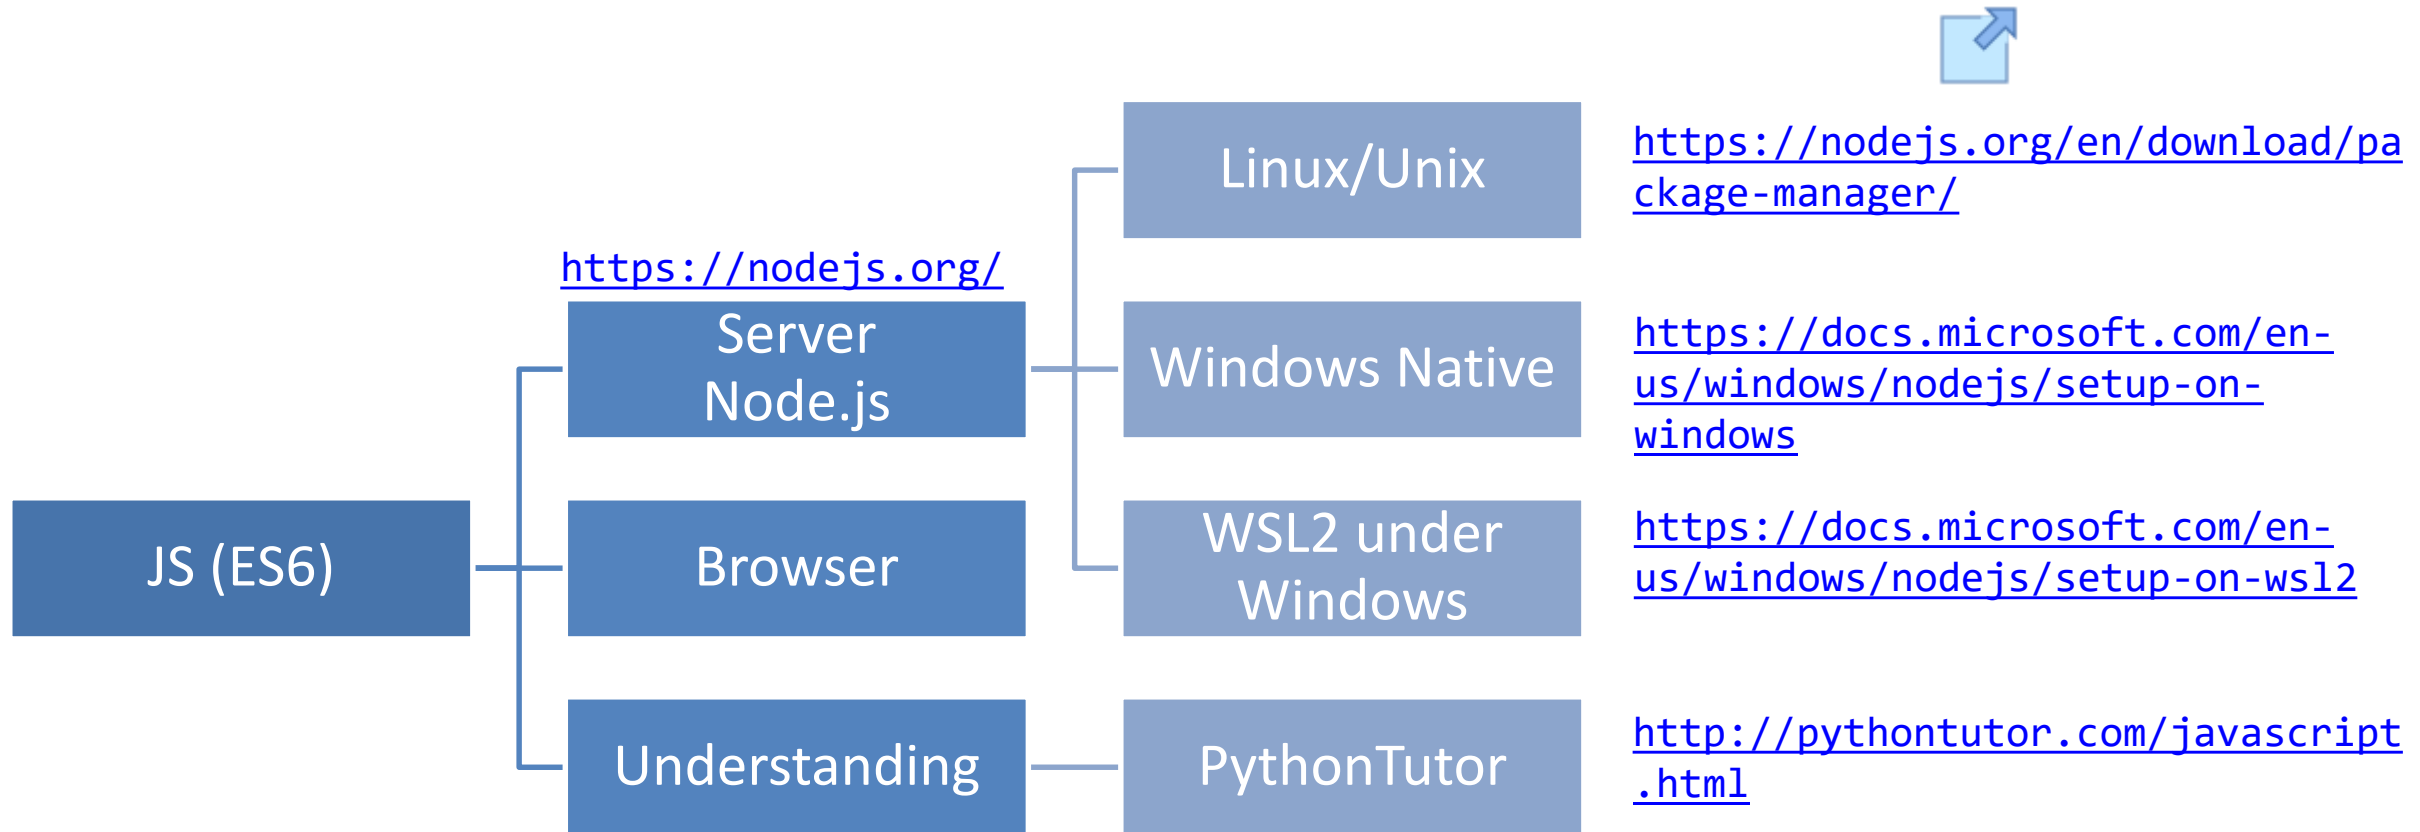 Linux/Unix
https://nodejs.org/en/download/pa
ckage-manager/
https://nodejs.org/
Server
Node.js
Windows Native
https://docs.microsoft.com/en-
us/windows/nodejs/setup-on-
windows
JS (ES6)
Browser
WSL2 under
Windows
https://docs.microsoft.com/en-
us/windows/nodejs/setup-on-wsl2
Understanding
PythonTutor
http://pythontutor.com/javascript
.html